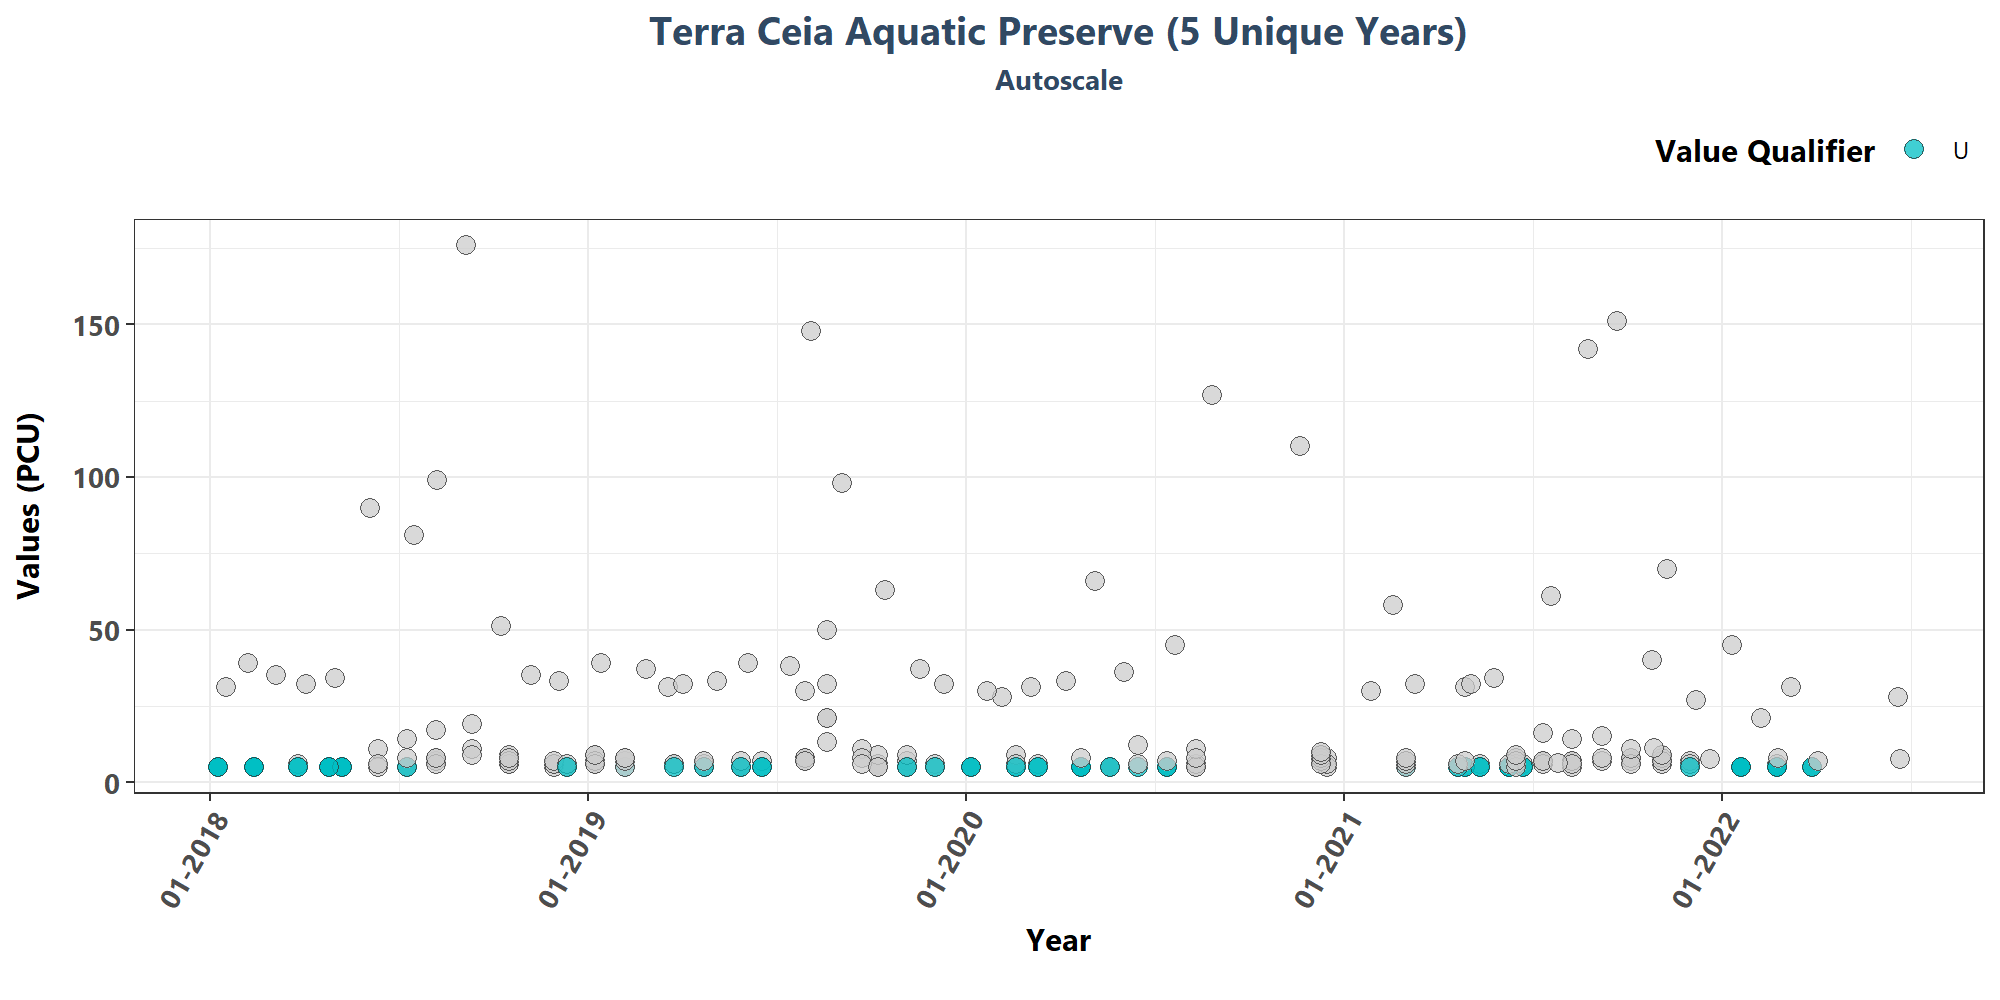 Terra Ceia Aquatic Preserve (5 Unique Years)
Autoscale
Value Qualifier U
Values (PCU)
150
100
50
0
01-2018 01-2019 01-2020 01-2021 01-2022
Year